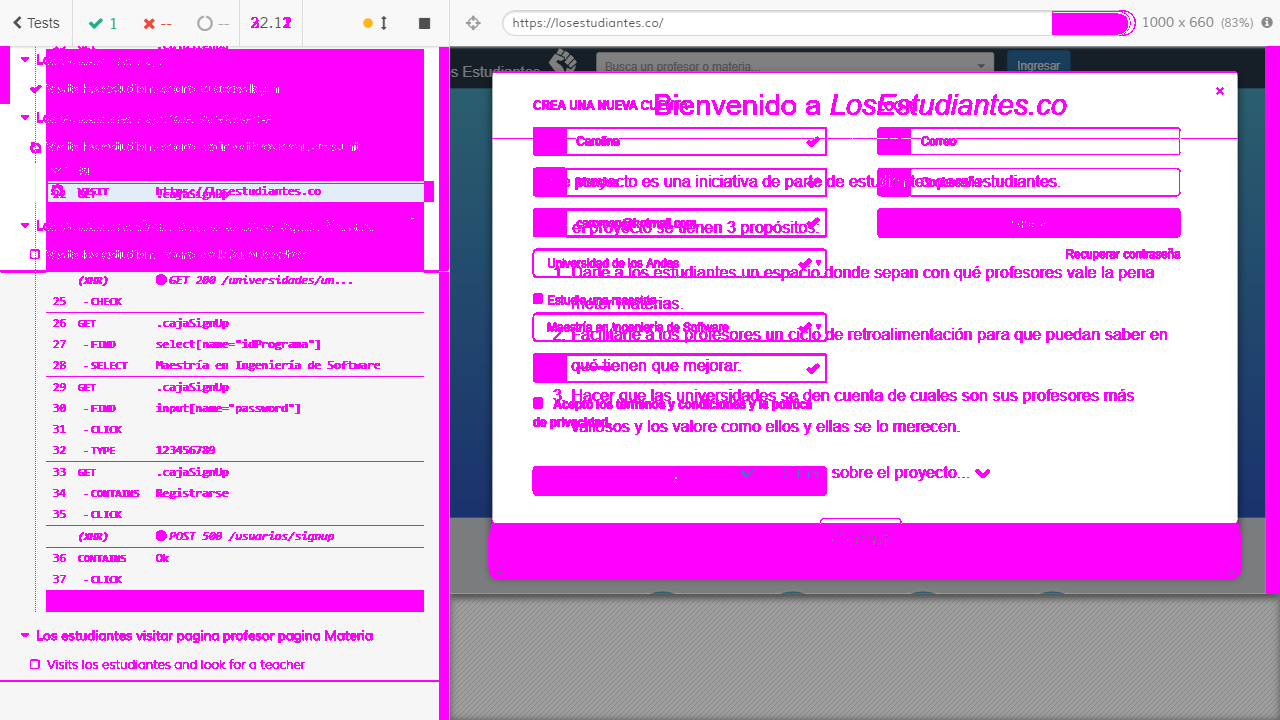 Tests
1
--
--
https://losestudiantes.co/
1000 x 660 (83%)
Estudiantes
Busca un profesor o materia...
Ingresar
VISIT https://losestudiantes.co
(XHR) GET 200 /universidades/un...
25 - CHECK
26 GET .cajaSignUp
27 - FIND select[name="idPrograma"]
28 - SELECT Maestría en Ingeniería de Software
29 GET .cajaSignUp
30 - FIND input[name="password"]
31 - CLICK
32 - TYPE 123456789
33 GET .cajaSignUp
34 - CONTAINS Registrarse
35 - CLICK
(XHR) POST 500 /usuarios/signup
36 CONTAINS Ok
37 - CLICK
Los estudiantes visitar pagina profesor pagina Materia
Visits los estudiantes and look for a teacher
×
CREA UNA NUEVA CUENTA
Bienvenido a LosEstudiantes.co
Carolina
Correo
proyecto es una iniciativa de parte de estudiantes para estudiantes.
el proyecto se tienen 3 propósitos:
Universidad de los Andes
Recuperar contraseña
1. Darle a los estudiantes un espacio donde sepan con qué profesores vale la pena
meter materias.
Estudio una maestria
Maestría en Ingeniería de Software
2. Facilitarle a los profesores un ciclo de retroalimentación para que puedan saber en
qué tienen que mejorar.
3. Hacer que las universidades se den cuenta de cuales son sus profesores más
valiosos y los valore como ellos y ellas se lo merecen.
Acepto los términos y condiciones y la política
de privacidad
sobre el proyecto...